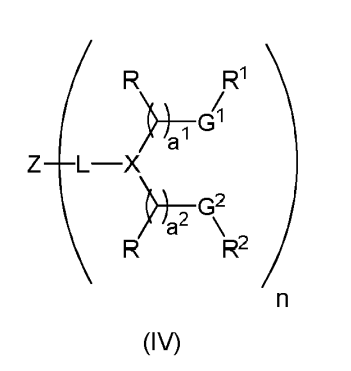 R R¹
G¹
a¹
Z L X
a²
G²
R R²
n
(IV)